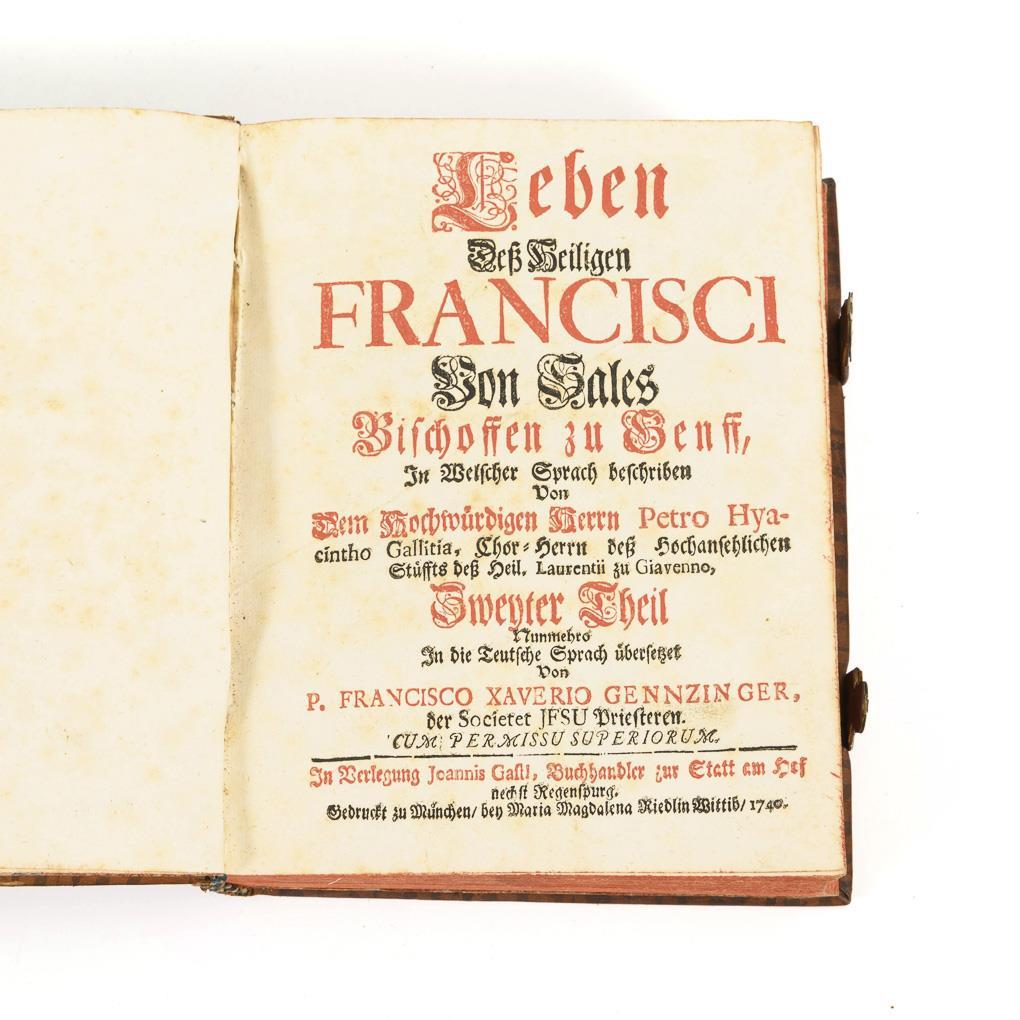 Leben
Deß Heiligen
FRANCISCI
Von Sales
Bischoffen zu Genff,
In Welscher Sprach beschriben
Von
Dem Hochwürdigen Herrn Petro Hya-
cintho Gallitia, Chor-Herrn deß Hochansehlichen
Stüffts deß Heil. Laurentii zu Giavenno,
Zweyter Theil
Nunmehro
In die Teutsche Sprach übersetzet
Von
P. FRANCISCO XAVERIO GENNZINGER,
der Societet JESU Priesteren.
CUM PERMISSU SUPERIORUM.
In Verlegung Joannis Gastl, Buchhandler zur Statt am Hof
nechst Regenspurg.
Gedruckt zu München/ bey Maria Magdalena Riedlin Wittib/ 1740.